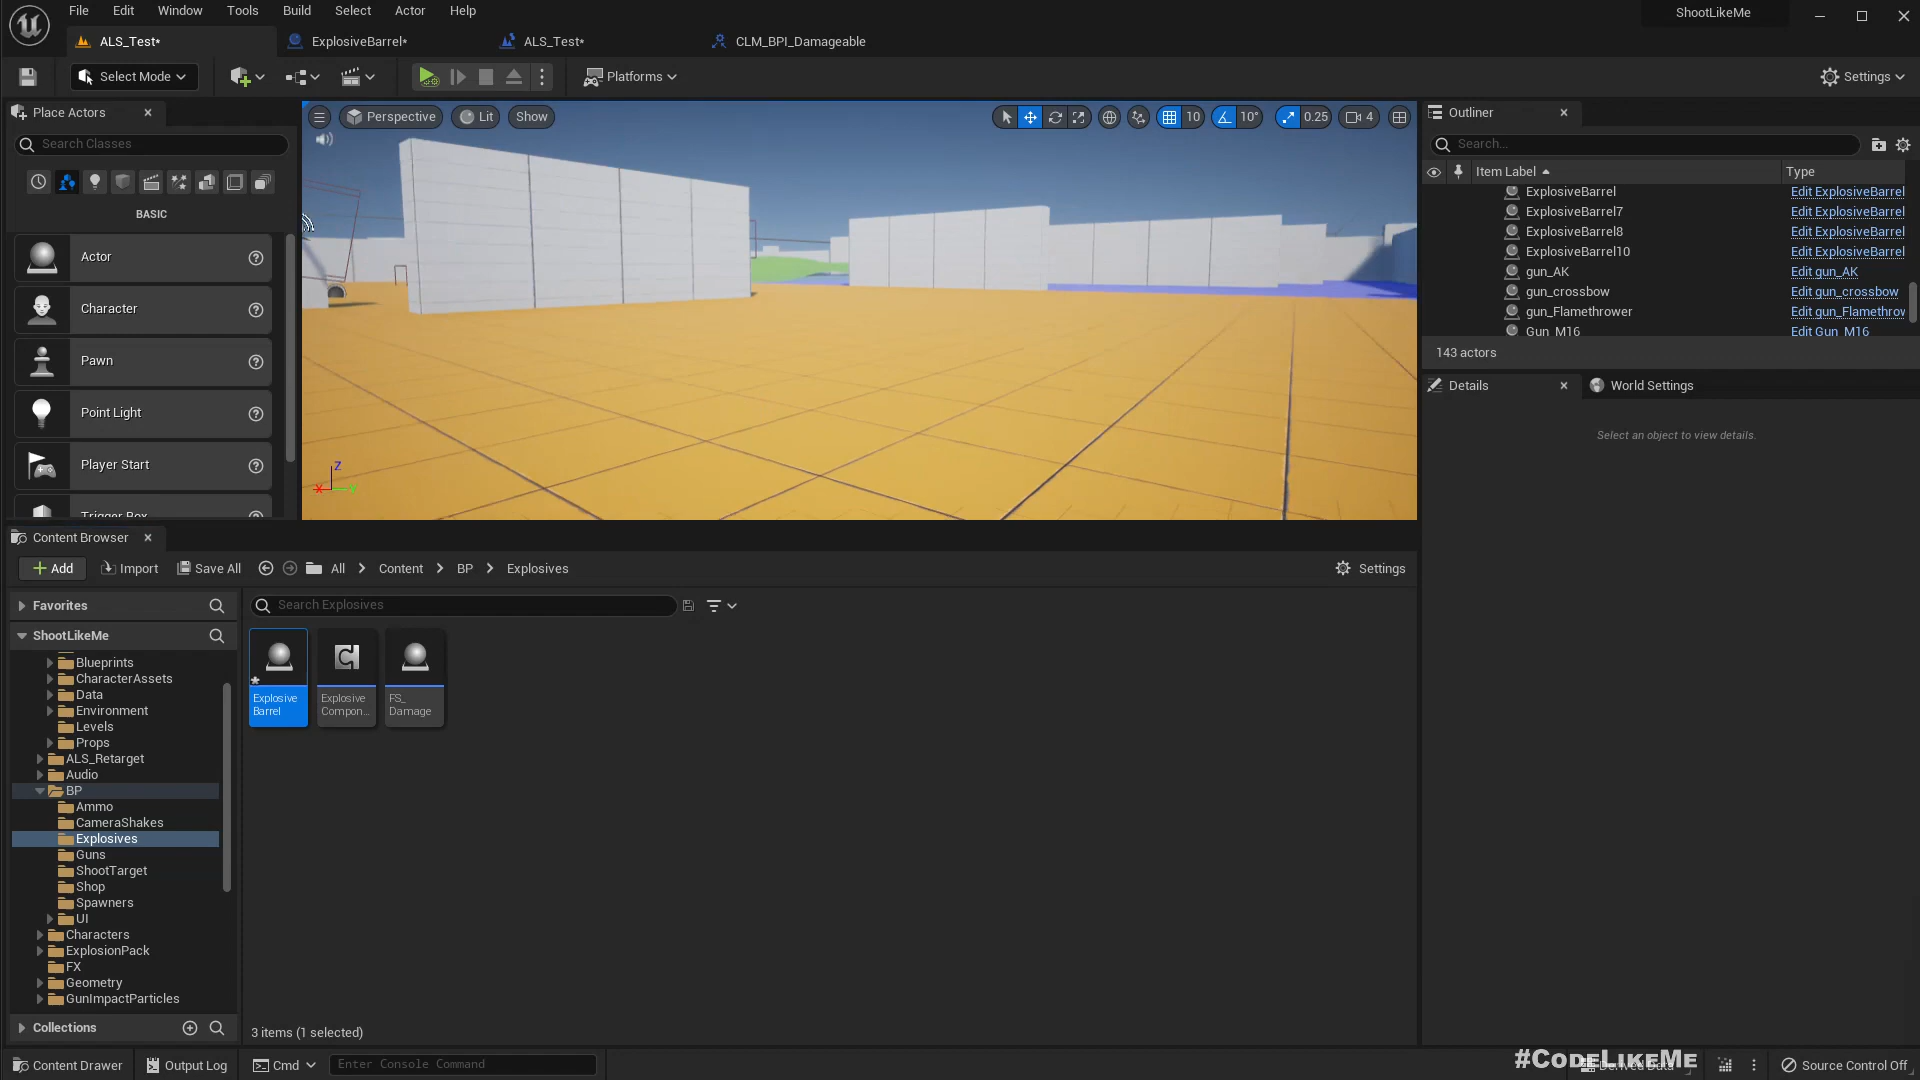 File Edit Window Tools Build Select Actor Help
ShootLikeMe
ALS_Test* ExplosiveBarrel* ALS_Test* CLM_BPI_Damageable
Select Mode
Platforms
Settings
Place Actors
Search Classes
BASIC
Actor
Character
Pawn
Point Light
Player Start
Trigger Box
Perspective Lit Show
10 10° 0.25 4
Outliner
Search...
Item Label Type
ExplosiveBarrel Edit ExplosiveBarrel
ExplosiveBarrel7 Edit ExplosiveBarrel
ExplosiveBarrel8 Edit ExplosiveBarrel
ExplosiveBarrel10 Edit ExplosiveBarrel
gun_AK Edit gun_AK
gun_crossbow Edit gun_crossbow
gun_Flamethrower Edit gun_Flamethrow
Gun_M16 Edit Gun_M16
143 actors
Details World Settings
Select an object to view details.
Z
X Y
Content Browser
Add Import Save All All Content BP Explosives Settings
Favorites
Search Explosives
ShootLikeMe
Blueprints
CharacterAssets
Data
Environment
Levels
Props
ALS_Retarget
Audio
BP
Ammo
CameraShakes
Explosives
Guns
ShootTarget
Shop
Spawners
UI
Characters
ExplosionPack
FX
Geometry
GunImpactParticles
Collections
Explosive
Barrel
Explosive
Compon...
FS_
Damage
3 items (1 selected)
Content Drawer Output Log Cmd Enter Console Command
#CodeLikeMe
Derived Data
Source Control Off